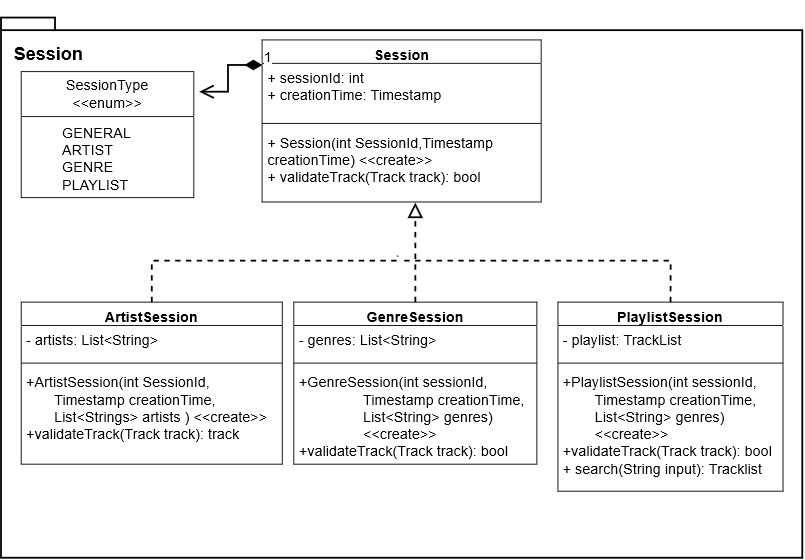 Session
SessionType
<<enum>>
GENERAL
ARTIST
GENRE
PLAYLIST
1
Session
+ sessionId: int
+ creationTime: Timestamp
+ Session(int SessionId,Timestamp
creationTime) <<create>>
+ validateTrack(Track track): bool
ArtistSession
- artists: List<String>
+ArtistSession(int SessionId,
Timestamp creationTime,
List<Strings> artists ) <<create>>
+validateTrack(Track track): track
GenreSession
- genres: List<String>
+GenreSession(int sessionId,
Timestamp creationTime,
List<String> genres)
<<create>>
+validateTrack(Track track): bool
PlaylistSession
- playlist: TrackList
+PlaylistSession(int sessionId,
Timestamp creationTime,
List<String> genres)
<<create>>
+validateTrack(Track track): bool
+ search(String input): Tracklist